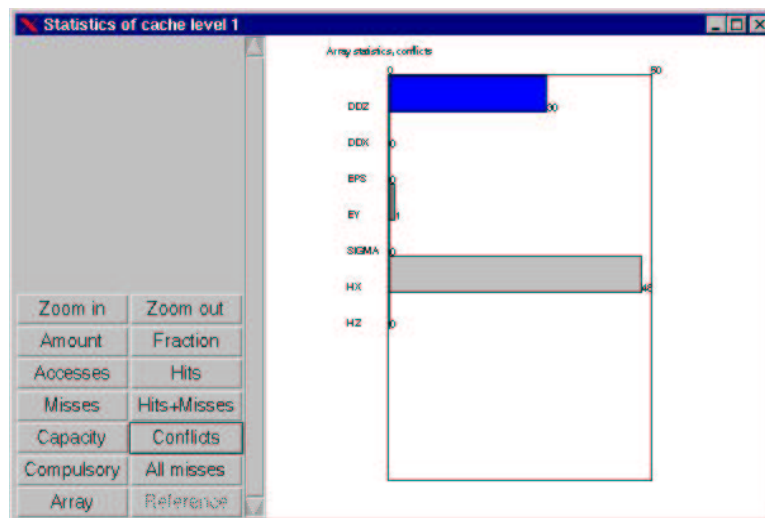 Statistics of cache level 1
Array statistics, conflicts
0 50
DDZ 30
DDX 0
EPS 0
EY 1
SIGMA 0
HX 48
HZ 0
Zoom in Zoom out
Amount Fraction
Accesses Hits
Misses Hits+Misses
Capacity Conflicts
Compulsory All misses
Array Reference